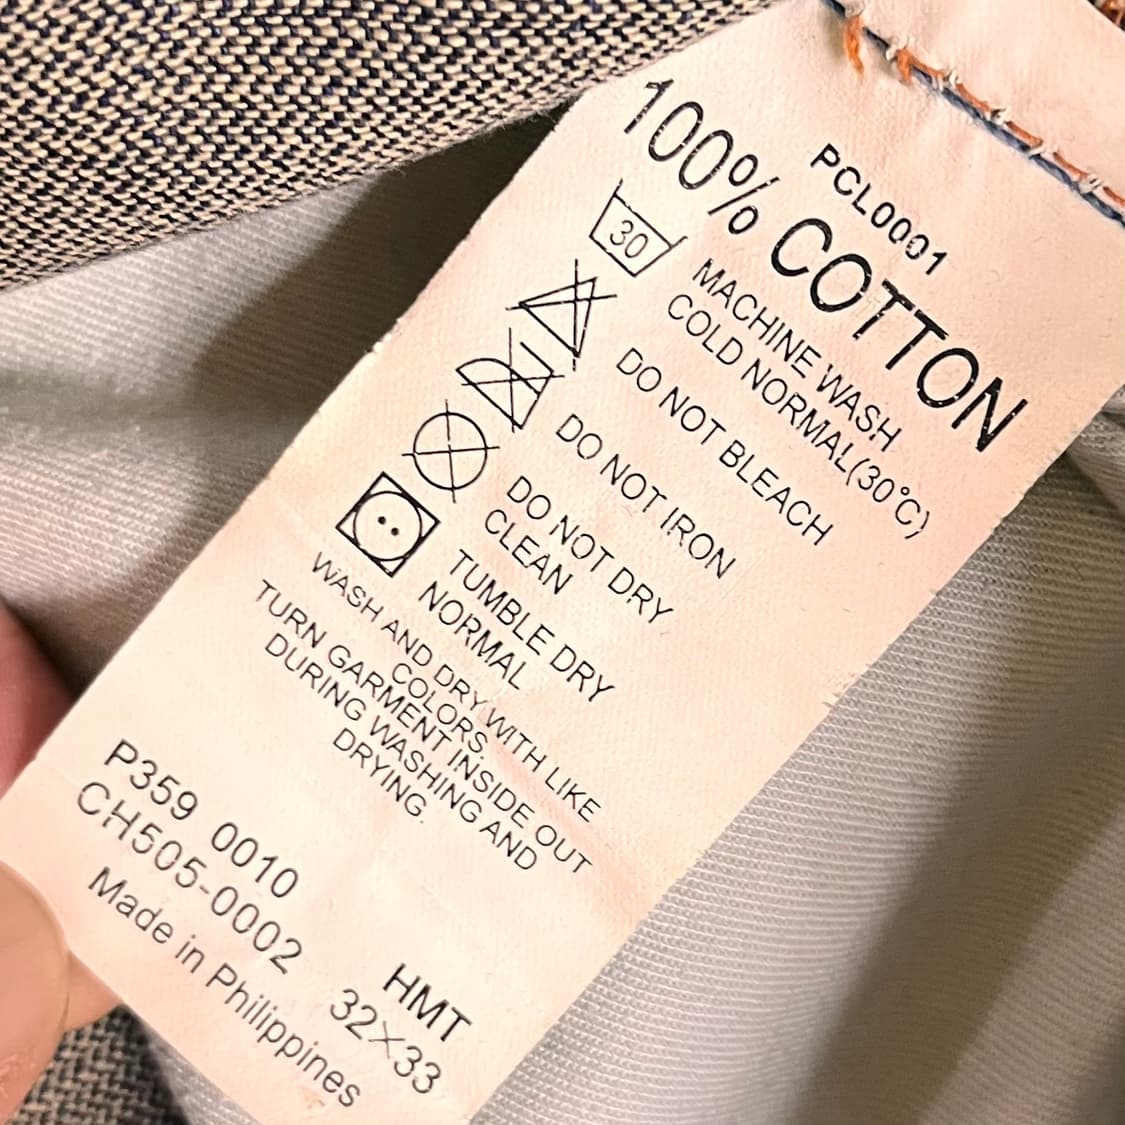 PCL0001
100% COTTON
30
MACHINE WASH
COLD NORMAL(30°C)
DO NOT BLEACH
DO NOT IRON
DO NOT DRY
CLEAN
TUMBLE DRY
NORMAL
WASH AND DRY WITH LIKE
COLORS.
TURN GARMENT INSIDE OUT
DURING WASHING AND
DRYING.
P359 0010
CH505-0002
HMT
32×33
Made in Philippines